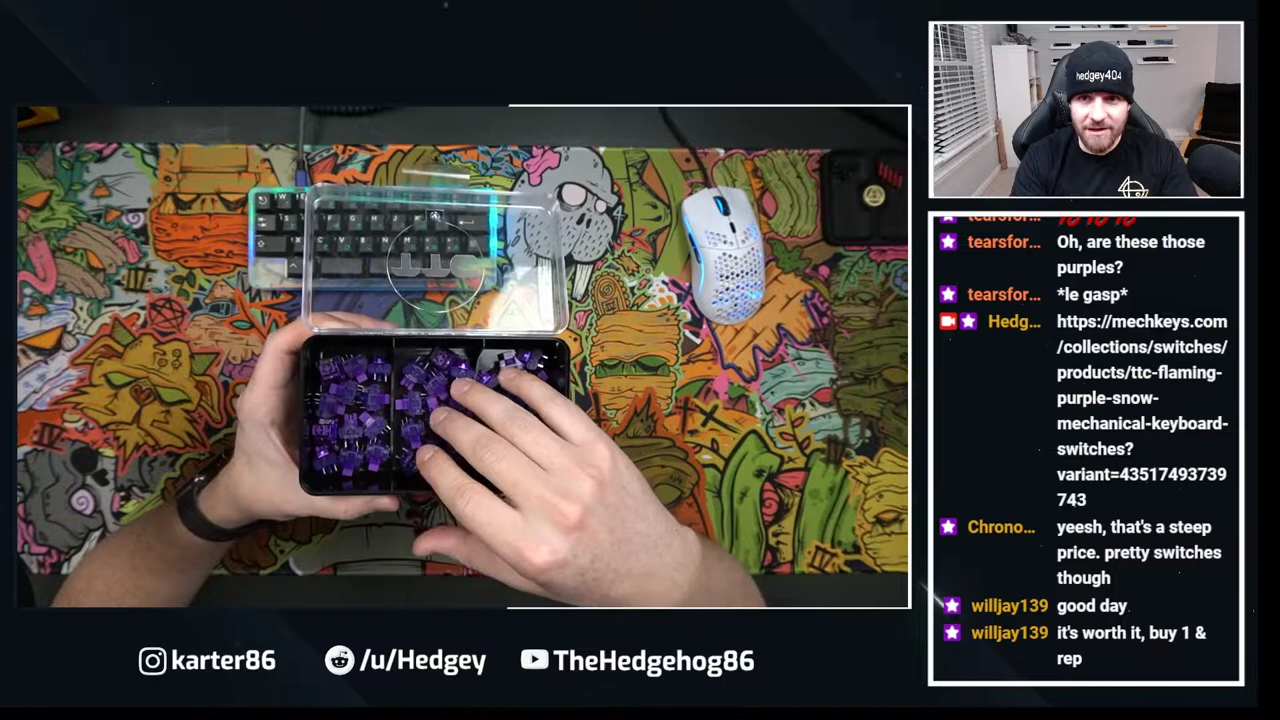 hedgey404
TTC
tearsfor...
tearsfor...
Oh, are these those
purples?
tearsfor...
*le gasp*
Hedg...
https://mechkeys.com
/collections/switches/
products/ttc-flaming-
purple-snow-
mechanical-keyboard-
switches?
variant=43517493739
743
Chrono...
yeesh, that's a steep
price. pretty switches
though
willjay139
good day
willjay139
it's worth it, buy 1 &
rep
karter86
/u/Hedgey
TheHedgehog86